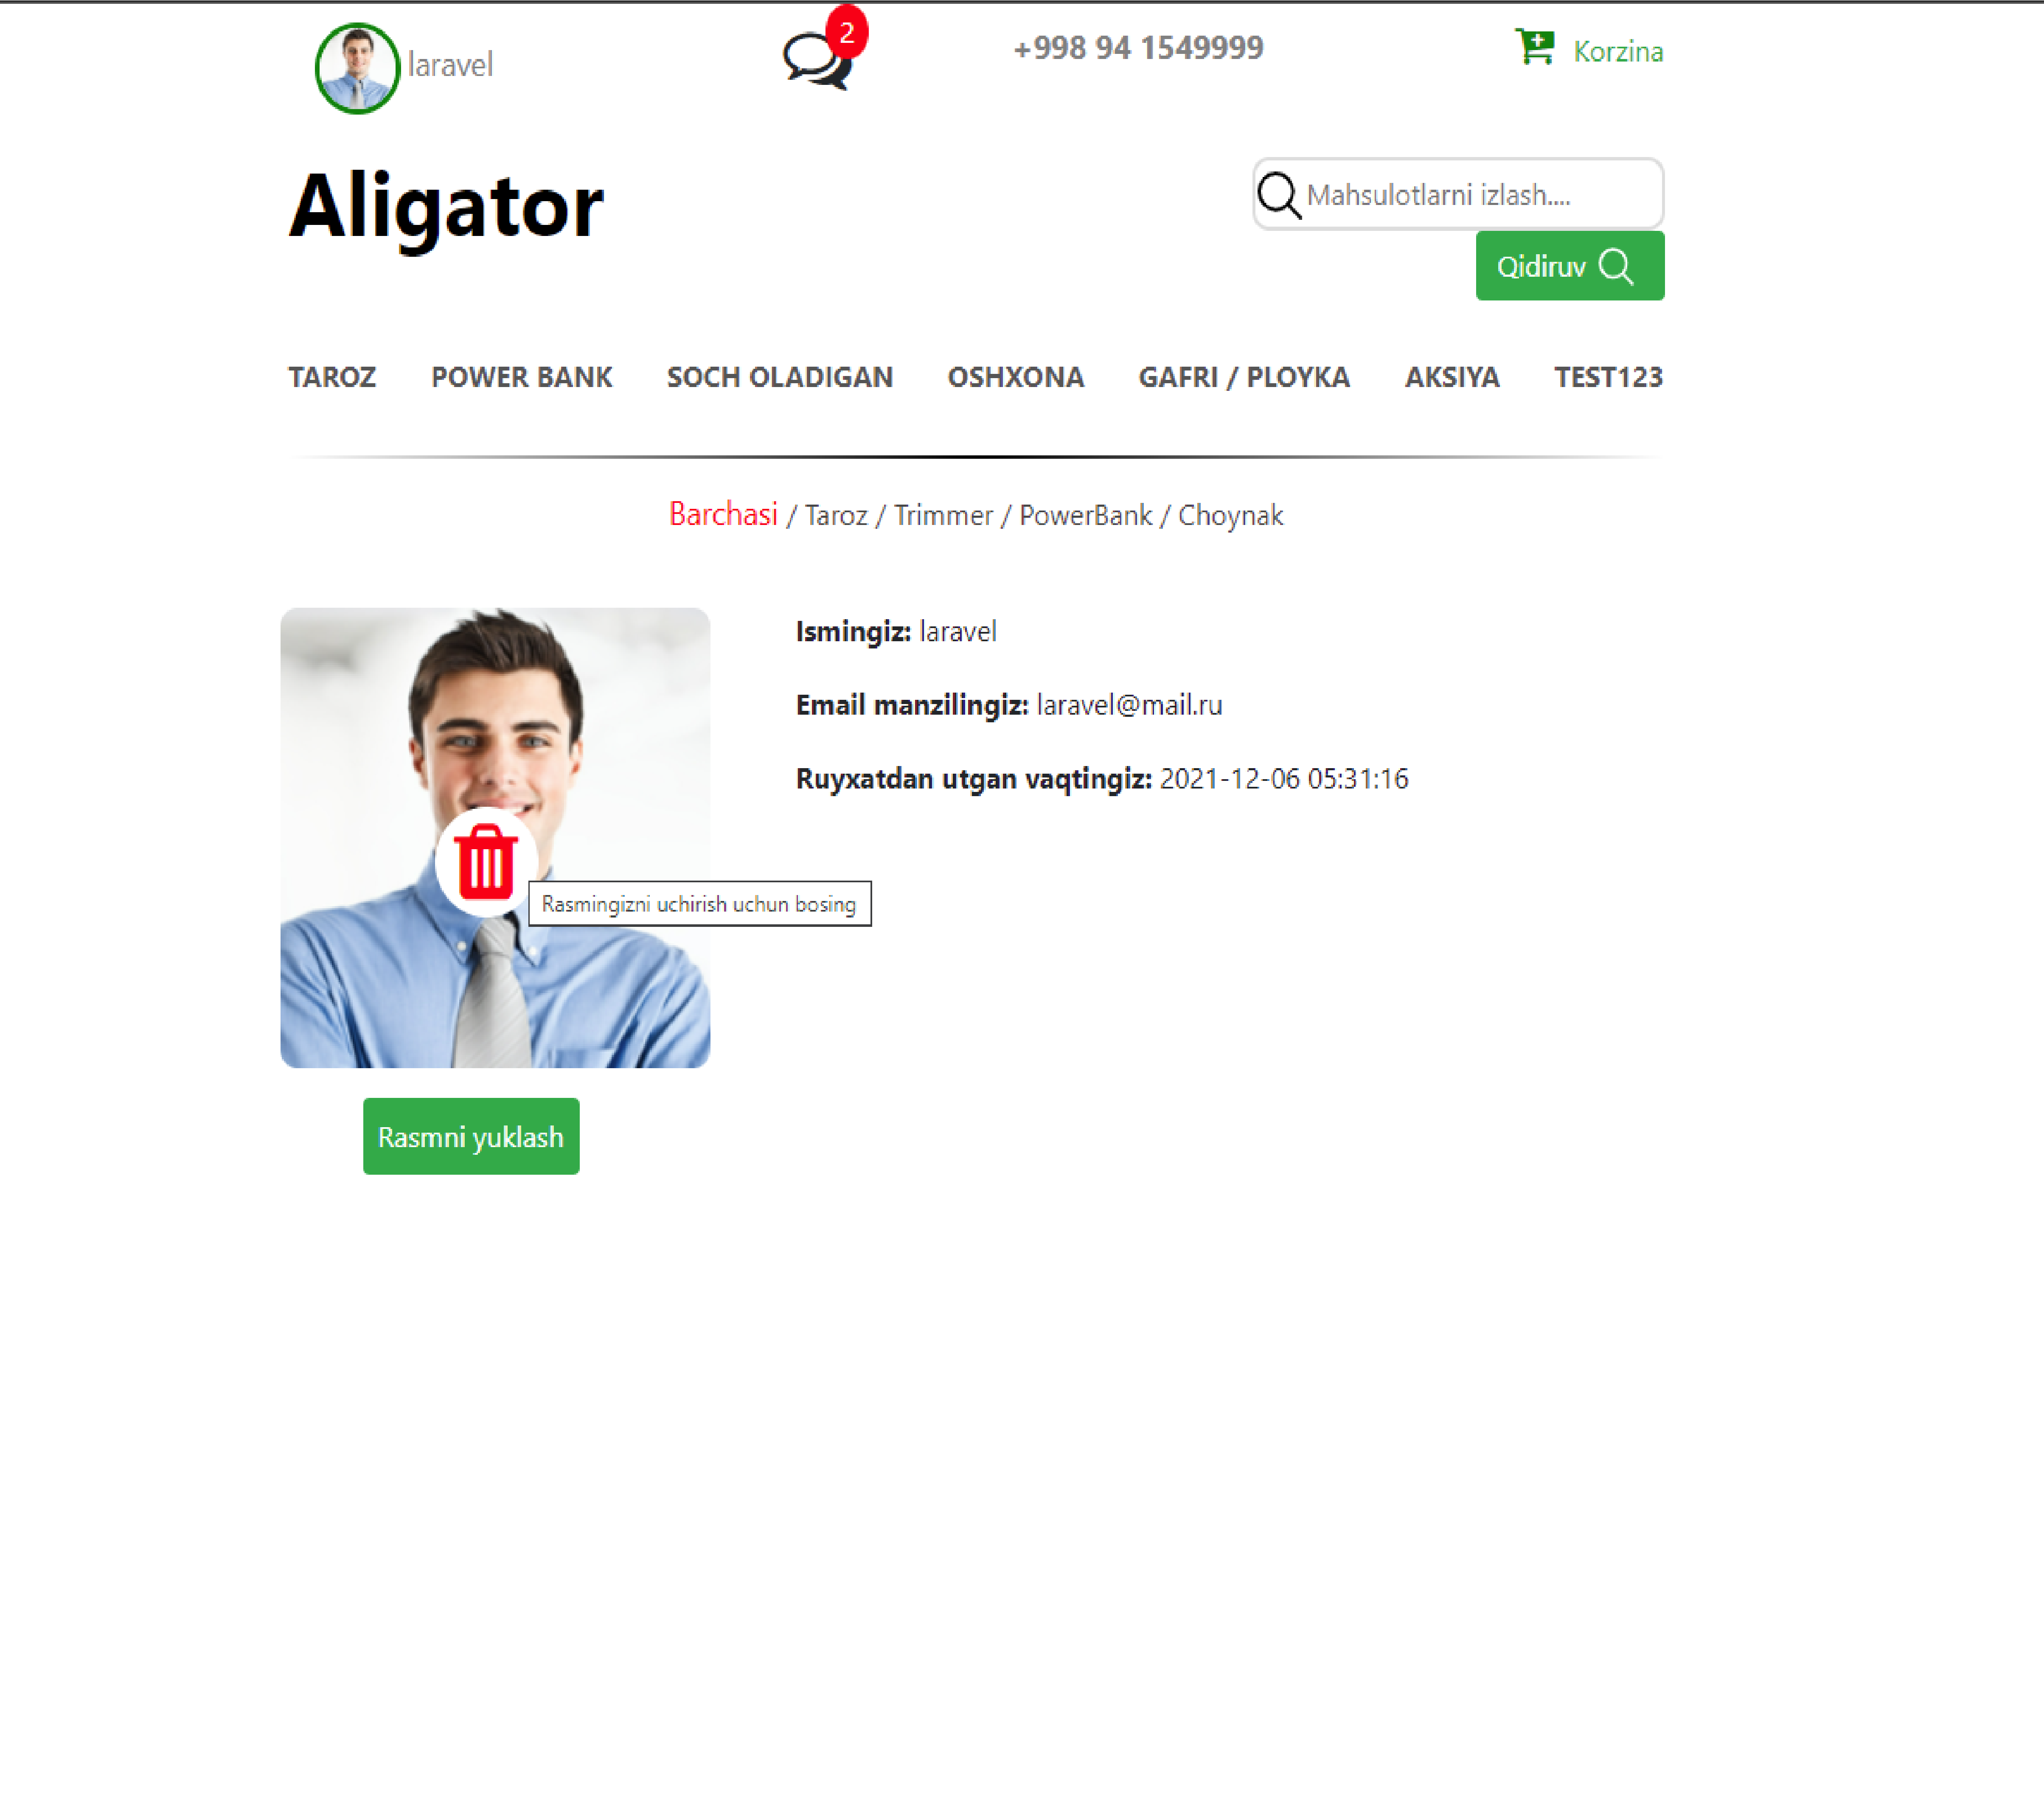 laravel
2
+998 94 1549999
Korzina
Aligator
Mahsulotlarni izlash....
Qidiruv
TAROZ POWER BANK SOCH OLADIGAN OSHXONA GAFRI / PLOYKA AKSIYA TEST123
Barchasi / Taroz / Trimmer / PowerBank / Choynak
Ismingiz: laravel
Email manzilingiz: laravel@mail.ru
Ruyxatdan utgan vaqtingiz: 2021-12-06 05:31:16
Rasmingizni uchirish uchun bosing
Rasmni yuklash